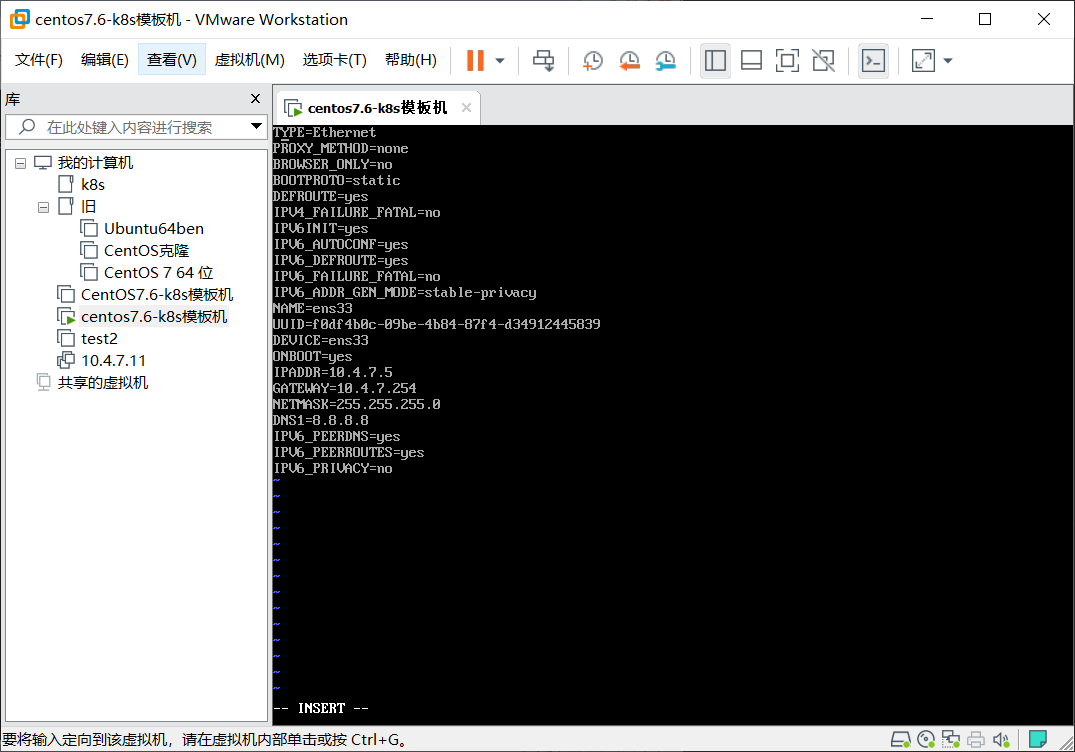 centos7.6-k8s模板机 - VMware Workstation
文件(F) 编辑(E) 查看(V) 虚拟机(M) 选项卡(T) 帮助(H)
库
在此处键入内容进行搜索
我的计算机
k8s
旧
Ubuntu64ben
CentOS克隆
CentOS 7 64 位
CentOS7.6-k8s模板机
centos7.6-k8s模板机
test2
10.4.7.11
共享的虚拟机
centos7.6-k8s模板机
TYPE=Ethernet
PROXY_METHOD=none
BROWSER_ONLY=no
BOOTPROTO=static
DEFROUTE=yes
IPV4_FAILURE_FATAL=no
IPV6INIT=yes
IPV6_AUTOCONF=yes
IPV6_DEFROUTE=yes
IPV6_FAILURE_FATAL=no
IPV6_ADDR_GEN_MODE=stable-privacy
NAME=ens33
UUID=f0df4b0c-09be-4b84-87f4-d34912445839
DEVICE=ens33
ONBOOT=yes
IPADDR=10.4.7.5
GATEWAY=10.4.7.254
NETMASK=255.255.255.0
DNS1=8.8.8.8
IPV6_PEERDNS=yes
IPV6_PEERROUTES=yes
IPV6_PRIVACY=no
~
~
~
~
~
~
~
~
~
~
~
~
~
~
-- INSERT --
要将输入定向到该虚拟机，请在虚拟机内部单击或按 Ctrl+G。